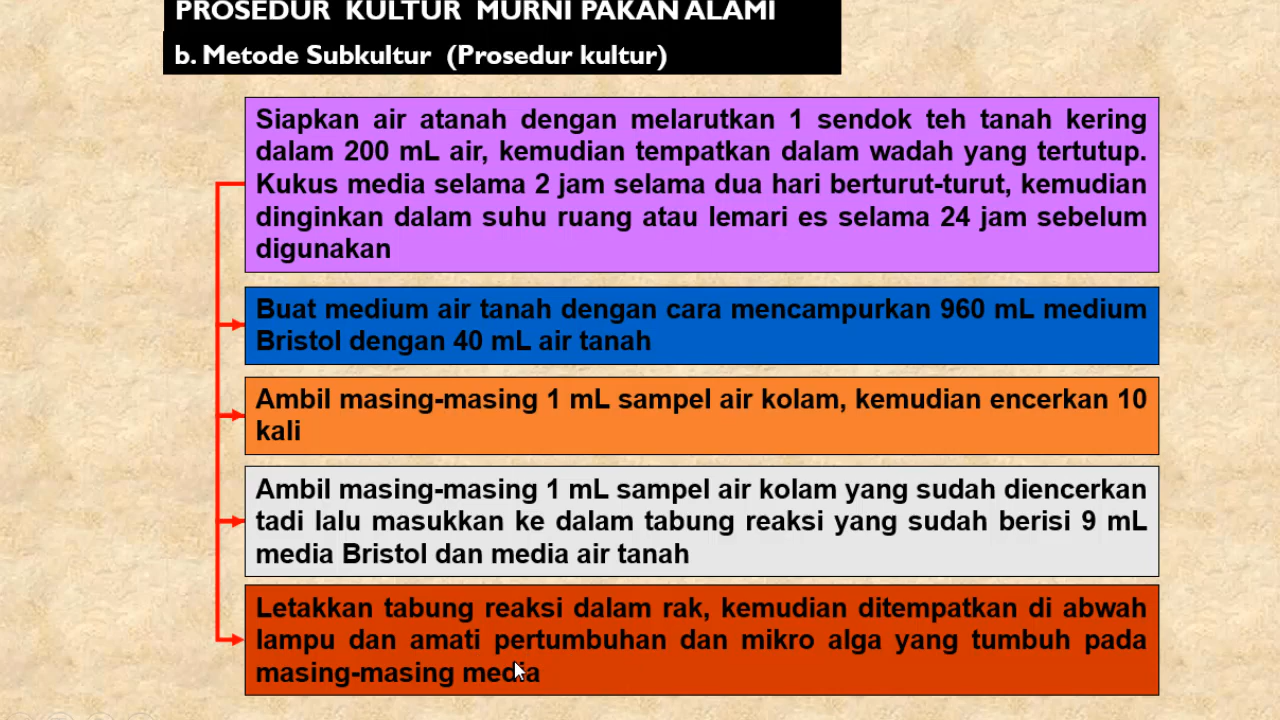 PROSEDUR KULTUR MURNI PAKAN ALAMI
b. Metode Subkultur (Prosedur kultur)
Siapkan air atanah dengan melarutkan 1 sendok teh tanah kering
dalam 200 mL air, kemudian tempatkan dalam wadah yang tertutup.
Kukus media selama 2 jam selama dua hari berturut-turut, kemudian
dinginkan dalam suhu ruang atau lemari es selama 24 jam sebelum
digunakan
Buat medium air tanah dengan cara mencampurkan 960 mL medium
Bristol dengan 40 mL air tanah
Ambil masing-masing 1 mL sampel air kolam, kemudian encerkan 10
kali
Ambil masing-masing 1 mL sampel air kolam yang sudah diencerkan
tadi lalu masukkan ke dalam tabung reaksi yang sudah berisi 9 mL
media Bristol dan media air tanah
Letakkan tabung reaksi dalam rak, kemudian ditempatkan di abwah
lampu dan amati pertumbuhan dan mikro alga yang tumbuh pada
masing-masing media